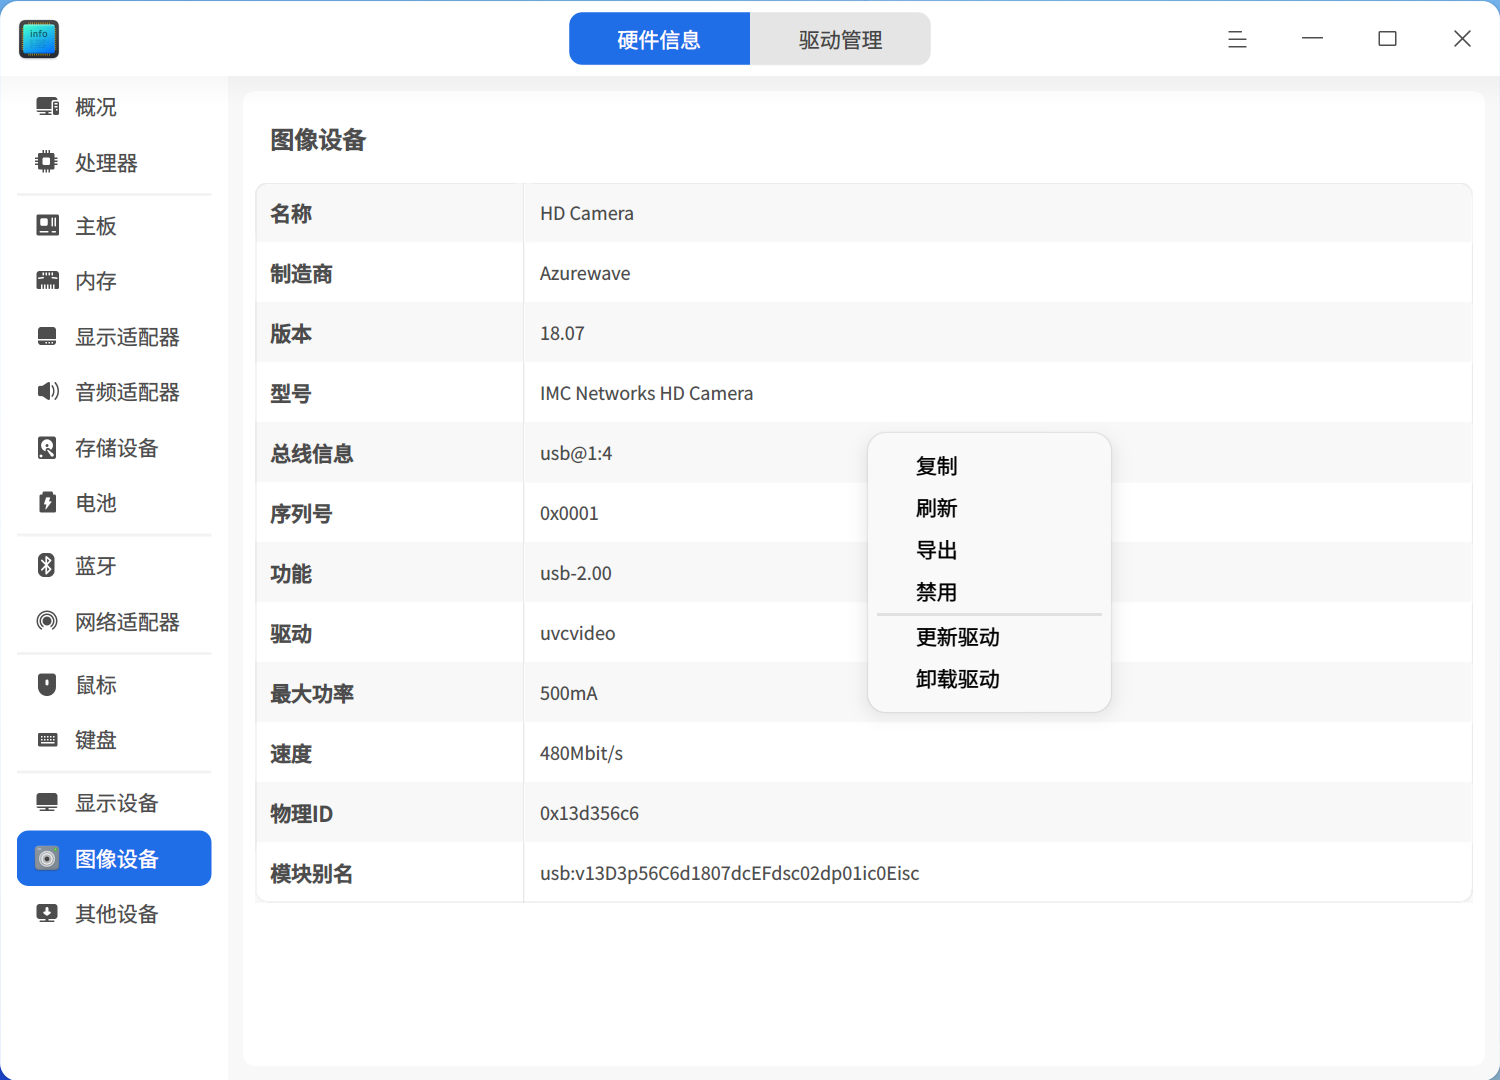 info
硬件信息
驱动管理
概况
处理器
主板
内存
显示适配器
音频适配器
存储设备
电池
蓝牙
网络适配器
鼠标
键盘
显示设备
图像设备
其他设备
图像设备
名称 HD Camera
制造商 Azurewave
版本 18.07
型号 IMC Networks HD Camera
总线信息 usb@1:4
序列号 0x0001
功能 usb-2.00
驱动 uvcvideo
最大功率 500mA
速度 480Mbit/s
物理ID 0x13d356c6
模块别名 usb:v13D3p56C6d1807dcEFdsc02dp01ic0Eisc
复制
刷新
导出
禁用
更新驱动
卸载驱动